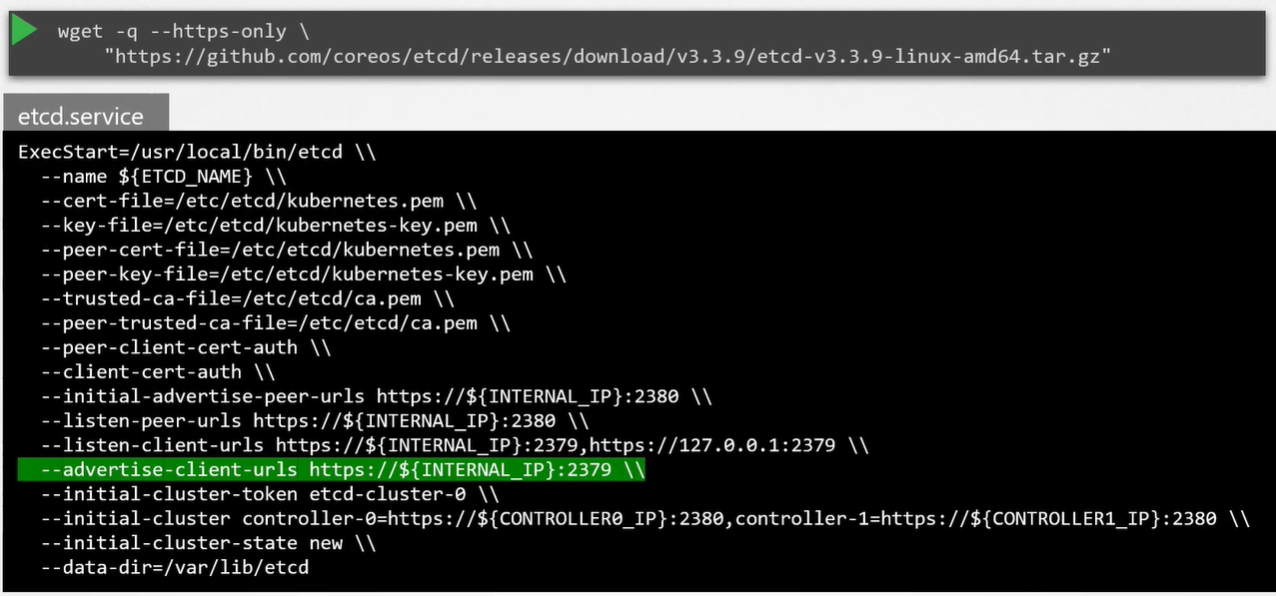 wget -q --https-only \
"https://github.com/coreos/etcd/releases/download/v3.3.9/etcd-v3.3.9-linux-amd64.tar.gz"
etcd.service
ExecStart=/usr/local/bin/etcd \\
--name ${ETCD_NAME} \\
--cert-file=/etc/etcd/kubernetes.pem \\
--key-file=/etc/etcd/kubernetes-key.pem \\
--peer-cert-file=/etc/etcd/kubernetes.pem \\
--peer-key-file=/etc/etcd/kubernetes-key.pem \\
--trusted-ca-file=/etc/etcd/ca.pem \\
--peer-trusted-ca-file=/etc/etcd/ca.pem \\
--peer-client-cert-auth \\
--client-cert-auth \\
--initial-advertise-peer-urls https://${INTERNAL_IP}:2380 \\
--listen-peer-urls https://${INTERNAL_IP}:2380 \\
--listen-client-urls https://${INTERNAL_IP}:2379,https://127.0.0.1:2379 \\
--advertise-client-urls https://${INTERNAL_IP}:2379 \\
--initial-cluster-token etcd-cluster-0 \\
--initial-cluster controller-0=https://${CONTROLLER0_IP}:2380,controller-1=https://${CONTROLLER1_IP}:2380 \\
--initial-cluster-state new \\
--data-dir=/var/lib/etcd